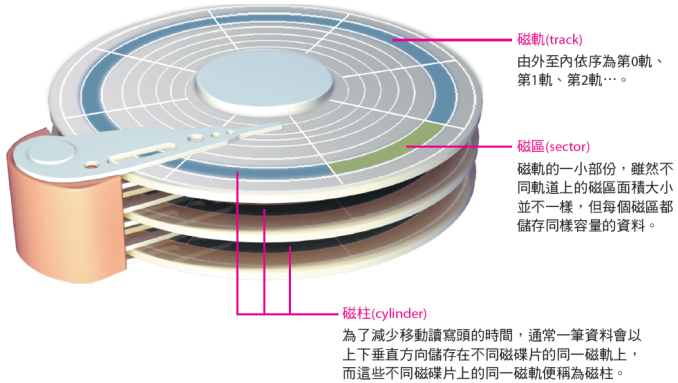 磁軌(track)
由外至內依序為第0軌、
第1軌、第2軌…。
磁區(sector)
磁軌的一小部份，雖然不
同軌道上的磁區面積大小
並不一樣，但每個磁區都
儲存同樣容量的資料。
磁柱(cylinder)
為了減少移動讀寫頭的時間，通常一筆資料會以
上下垂直方向儲存在不同磁碟片的同一磁軌上，
而這些不同磁碟片上的同一磁軌便稱為磁柱。